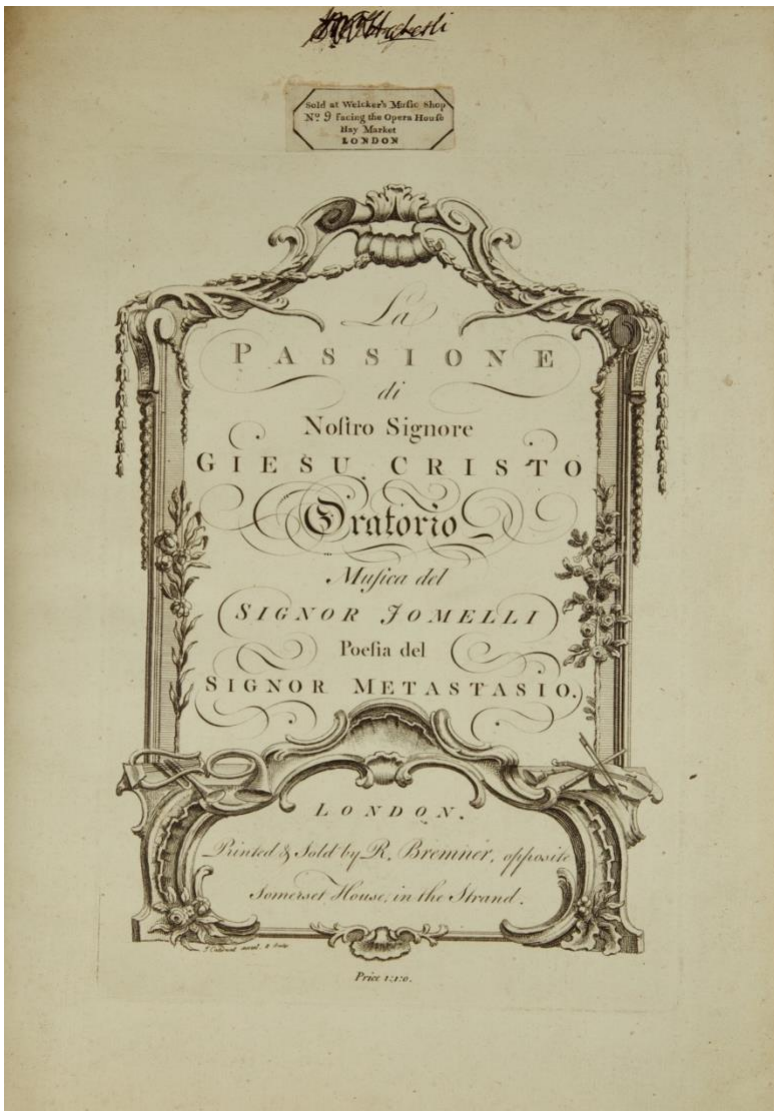 Sold at Welcker's Muſic Shop
Nº 9 facing the Opera Houſe
Hay Market
LONDON
La
PASSIONE
di
Noſtro Signore
GIESU CRISTO
Oratorio
Muſica del
SIGNOR JOMELLI
Poeſia del
SIGNOR METASTASIO.
LONDON.
Printed & Sold by R. Bremner, opposite
Somerset House, in the Strand.
Price 1:1:0.